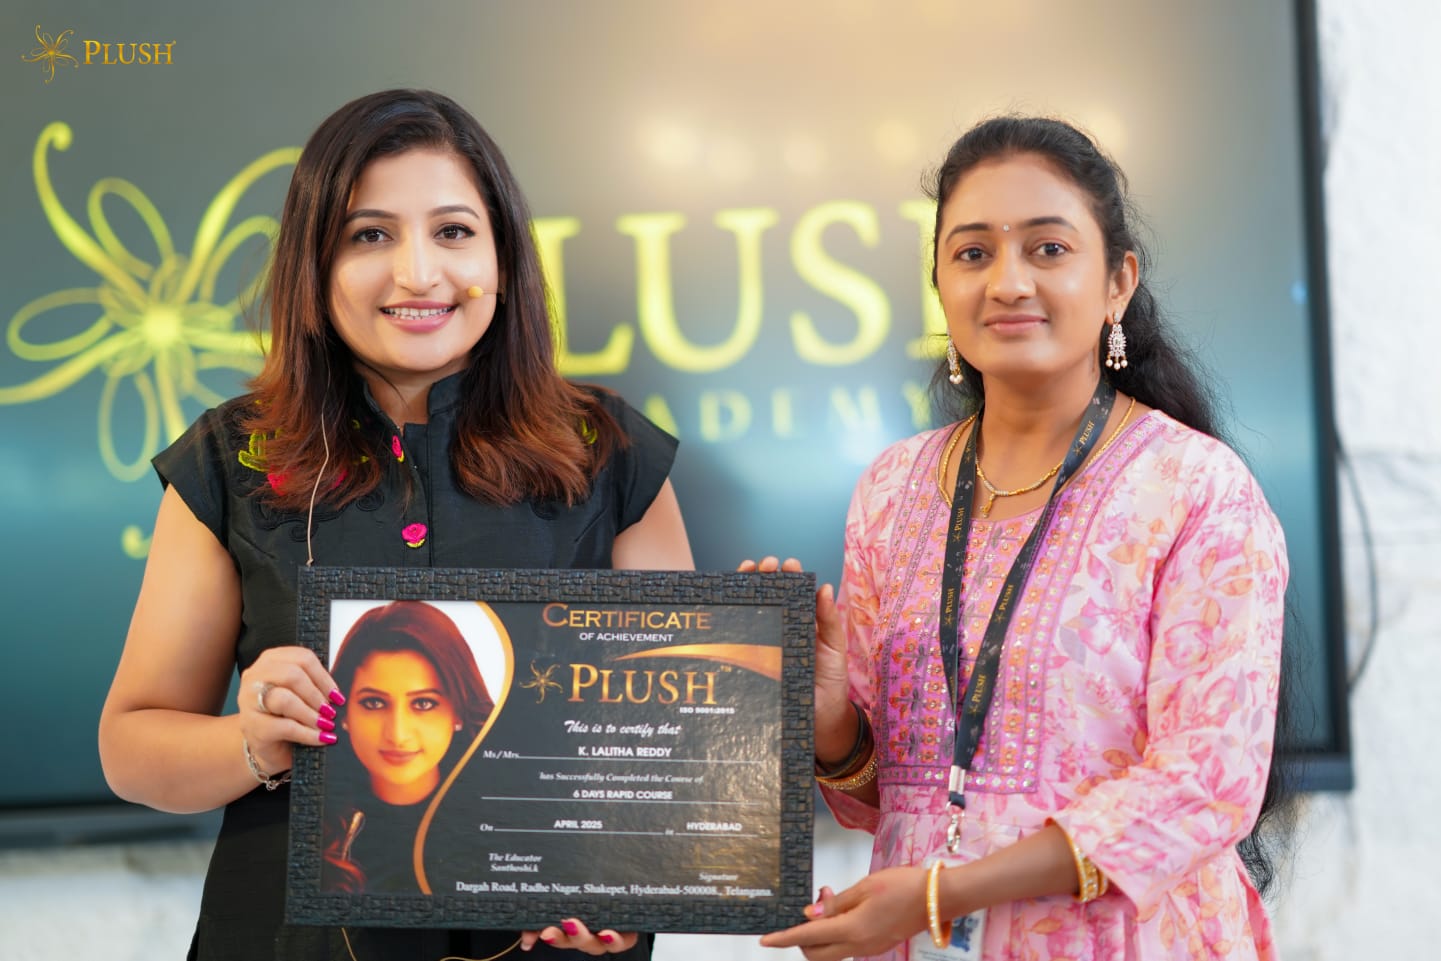 PLUSH
PLUSH
ACADEMY
PLUSH
PLUSH
PLUSH
PLUSH
CERTIFICATE
OF ACHIEVEMENT
PLUSH™
ISO 9001:2015
This is to certify that
Ms/Mrs. K. LALITHA REDDY
has Successfully Completed the Course of
6 DAYS RAPID COURSE
On APRIL 2025 in HYDERABAD
The Educator
Santhoshi.k
Signature
Dargah Road, Radhe Nagar, Shakepet, Hyderabad-500008., Telangana.